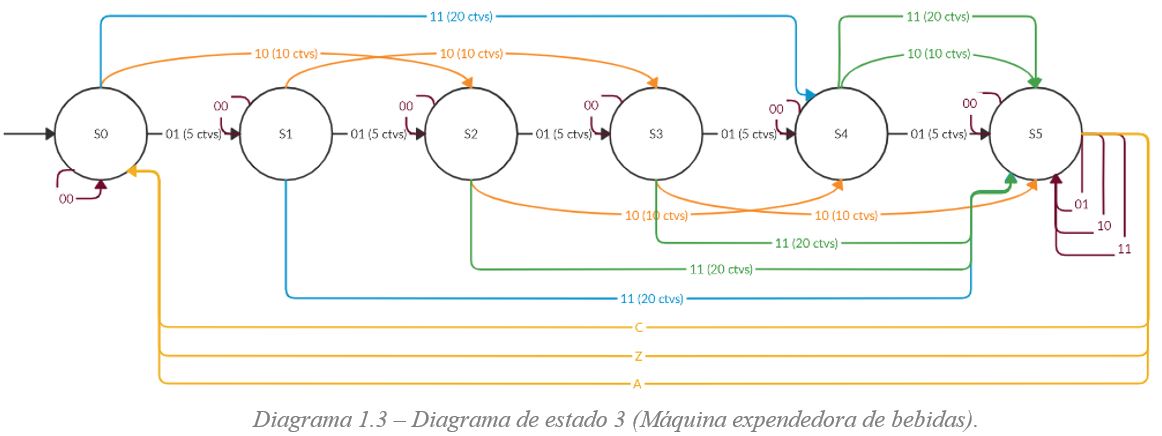 11 (20 ctvs)
11 (20 ctvs)
10 (10 ctvs)
10 (10 ctvs)
10 (10 ctvs)
00
00
00
00
00
S0
01 (5 ctvs)
S1
01 (5 ctvs)
S2
01 (5 ctvs)
S3
01 (5 ctvs)
S4
01 (5 ctvs)
S5
00
01
10 (10 ctvs)
10 (10 ctvs)
10
11 (20 ctvs)
11
11 (20 ctvs)
11 (20 ctvs)
C
Z
A
Diagrama 1.3 – Diagrama de estado 3 (Máquina expendedora de bebidas).